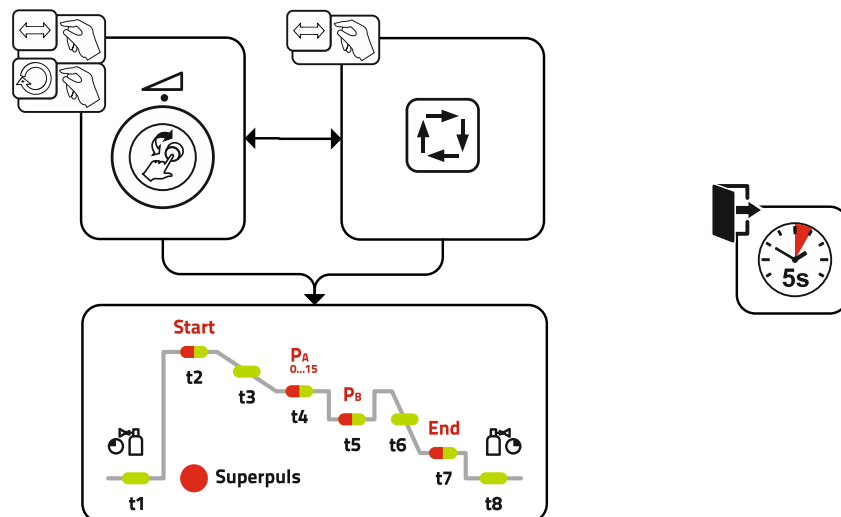 5s
Start
t2
t3
PA
0...15
t4
PB
t5
t6
End
t7
t1
Superpuls
t8